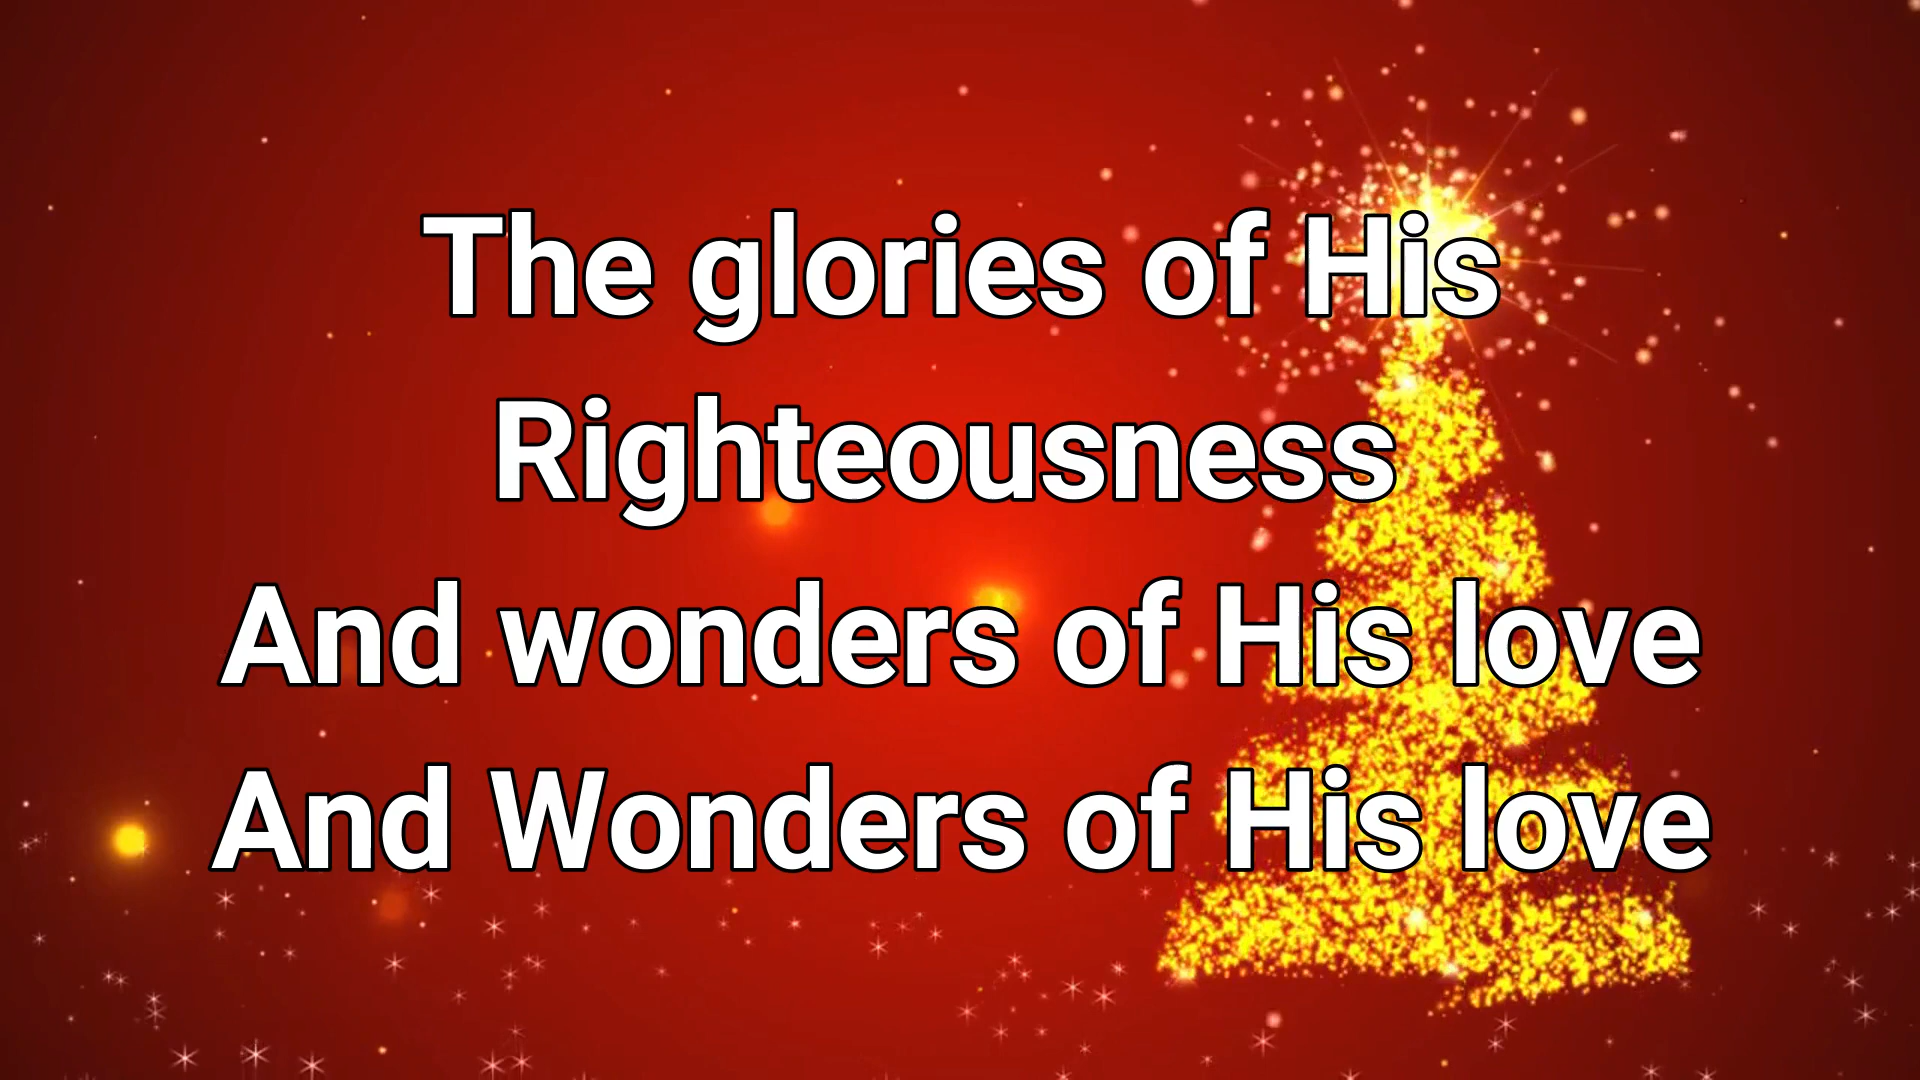 The glories of His
Righteousness
And wonders of His love
And Wonders of His love